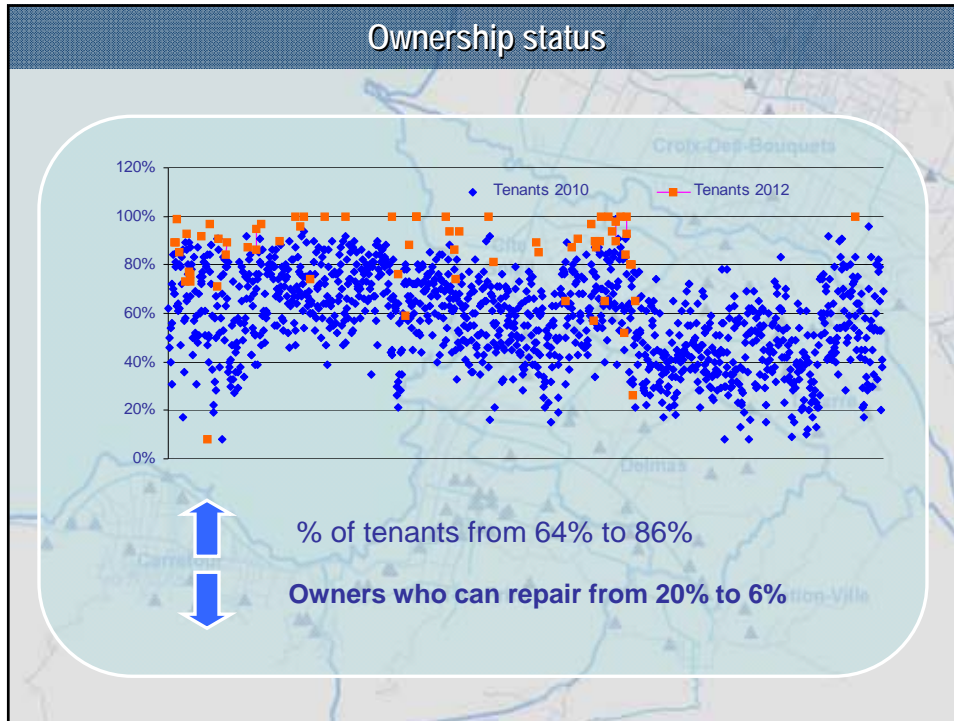 Ownership status
Croix-Des-Bouquets
120%
Tenants 2010
Tenants 2012
100%
80%
60%
40%
20%
0%
Delmas
% of tenants from 64% to 86%
Owners who can repair from 20% to 6%